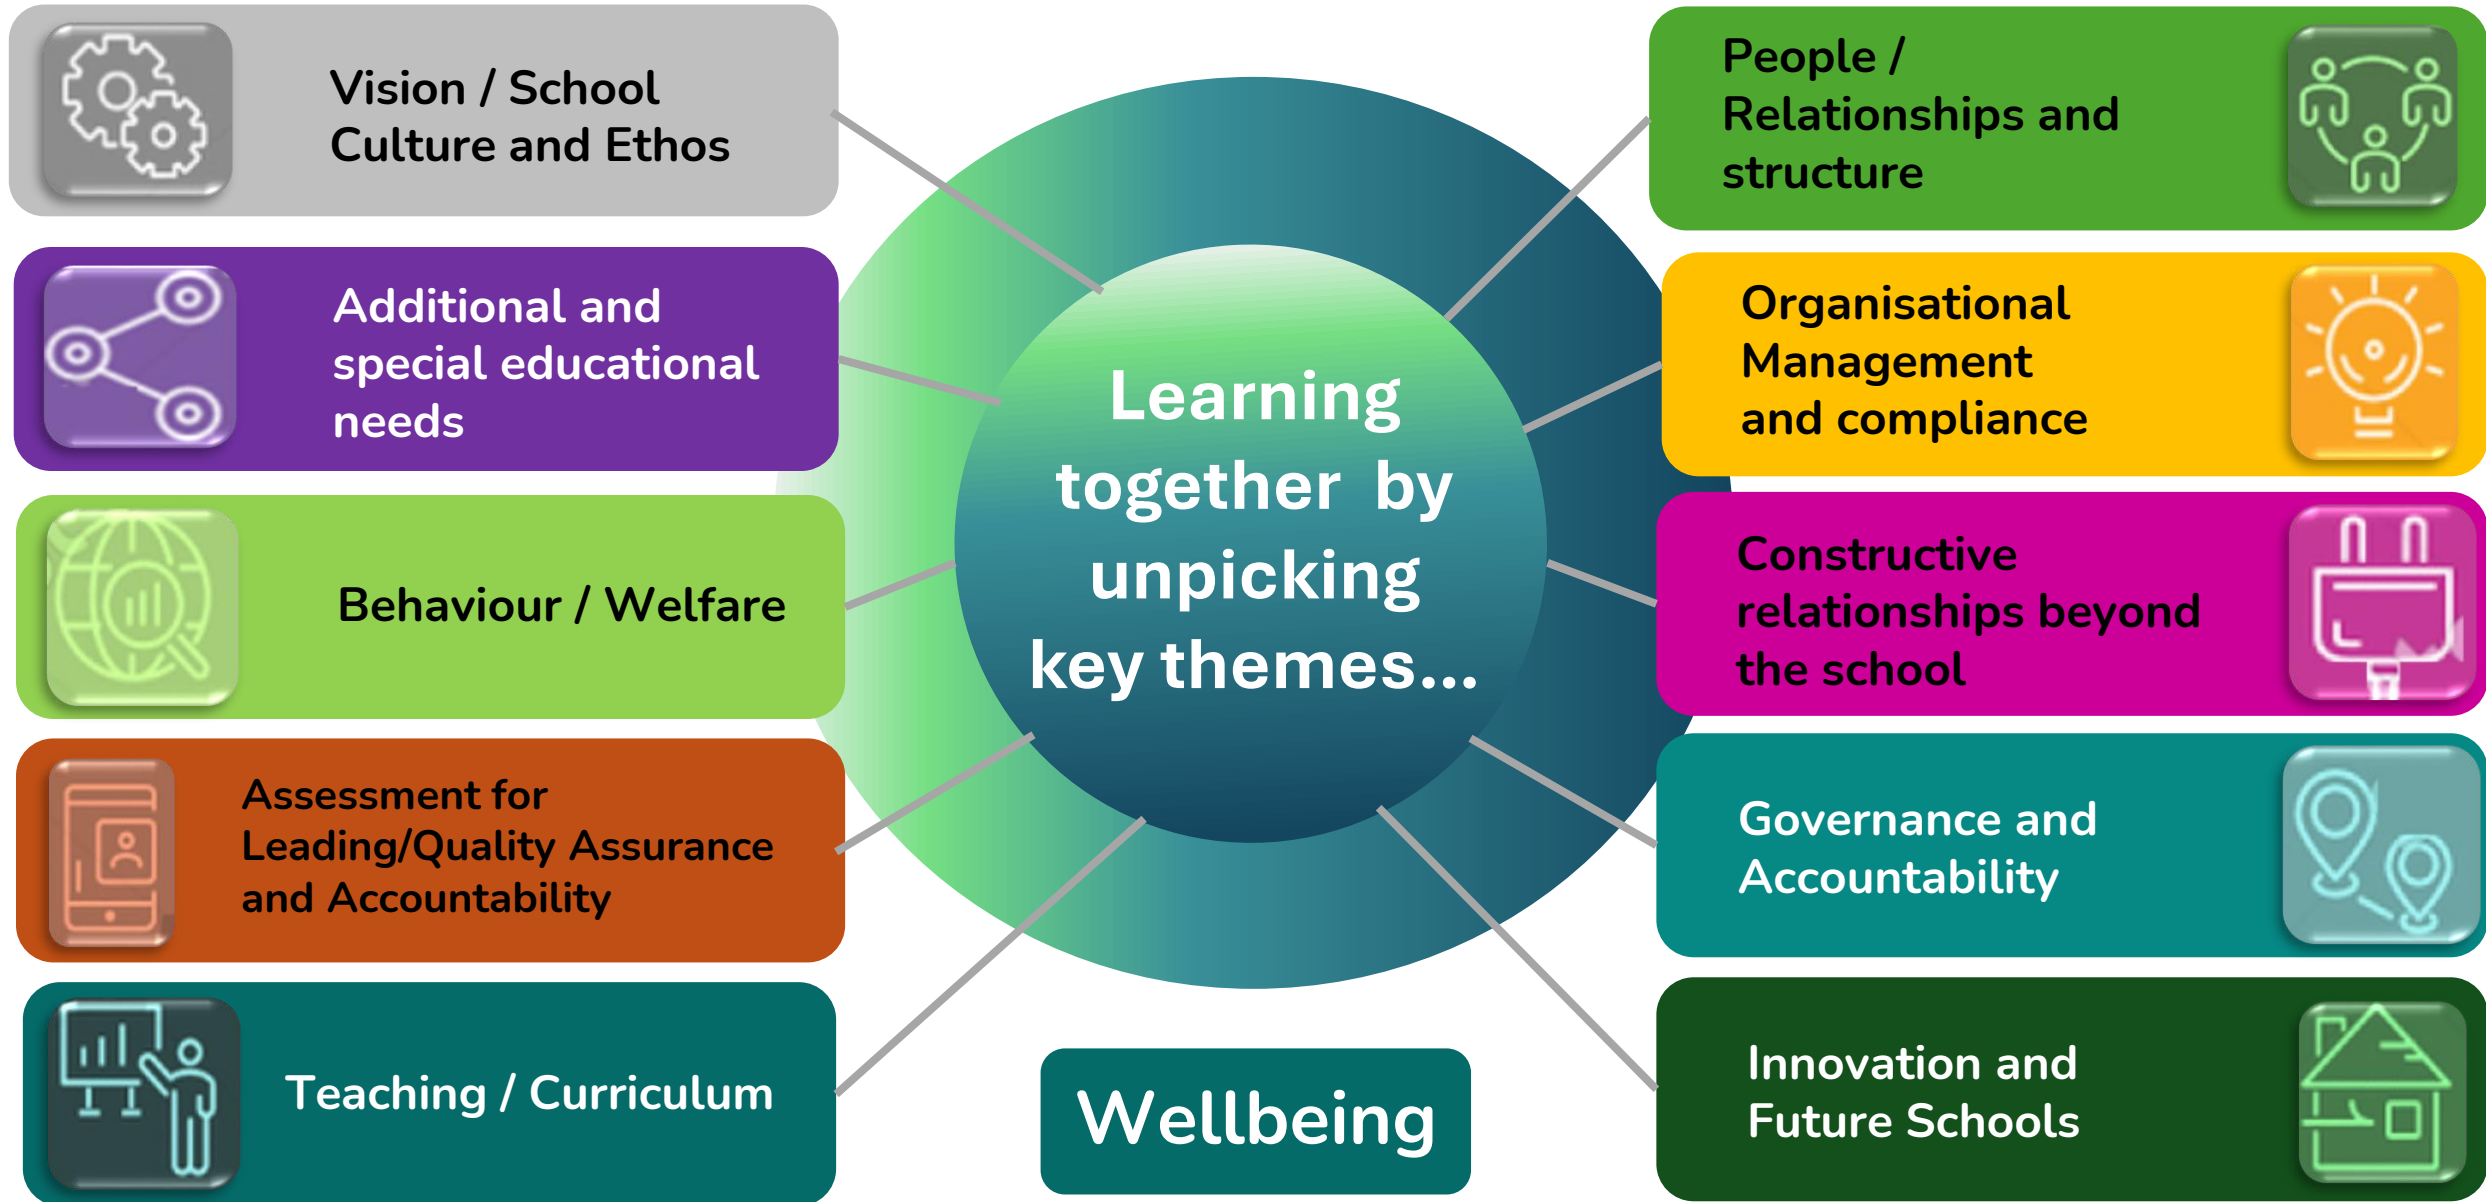 Vision / School
Culture and Ethos
Additional and
special educational
needs
Behaviour / Welfare
Assessment for
Leading/Quality Assurance
and Accountability
Teaching / Curriculum
Learning
together by
unpicking
key themes...
Wellbeing
People /
Relationships and
structure
Organisational
Management
and compliance
Constructive
relationships beyond
the school
Governance and
Accountability
Innovation and
Future Schools